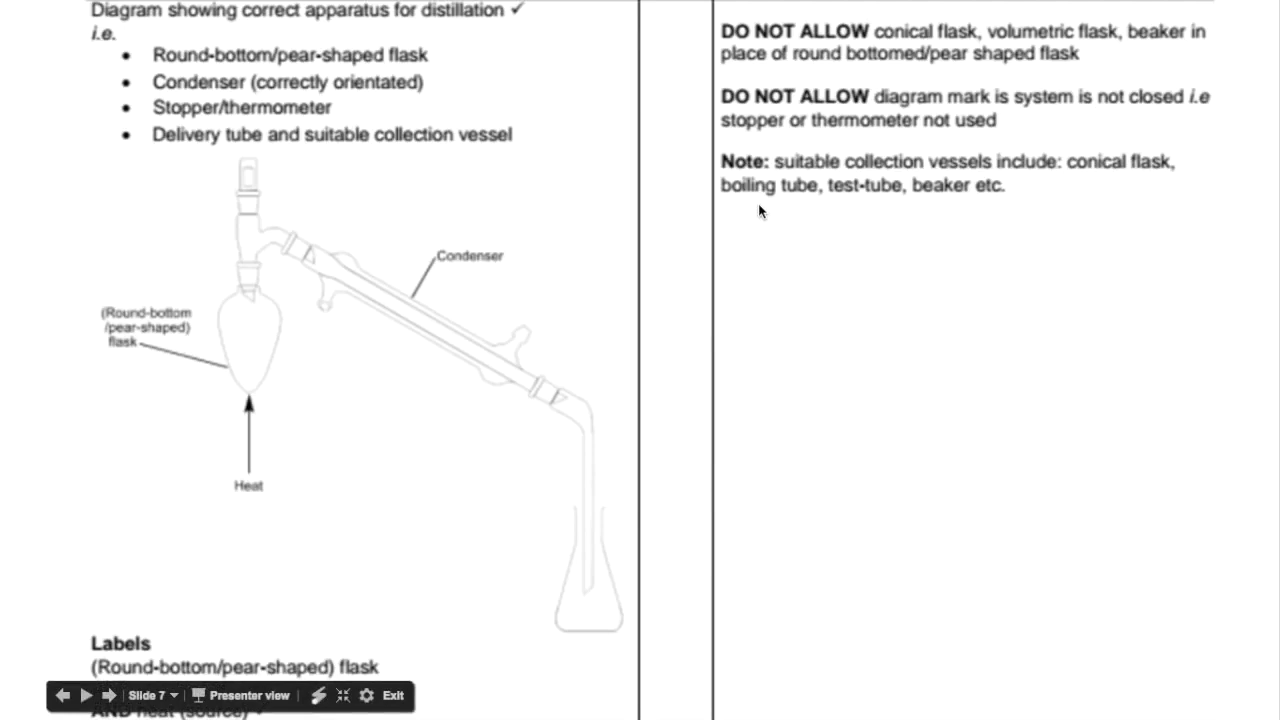 Diagram showing correct apparatus for distillation ✓
i.e.
• Round-bottom/pear-shaped flask
• Condenser (correctly orientated)
• Stopper/thermometer
• Delivery tube and suitable collection vessel
Condenser
(Round-bottom
/pear-shaped)
flask
Heat
Labels
(Round-bottom/pear-shaped) flask
AND heat (source) ✓
DO NOT ALLOW conical flask, volumetric flask, beaker in
place of round bottomed/pear shaped flask
DO NOT ALLOW diagram mark is system is not closed i.e
stopper or thermometer not used
Note: suitable collection vessels include: conical flask,
boiling tube, test-tube, beaker etc.
Slide 7 Presenter view Exit